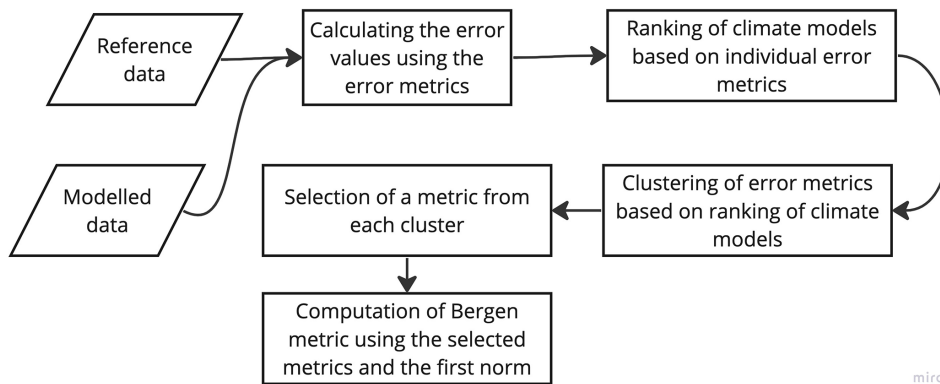 Reference
data
Calculating the error
values using the
error metrics
Ranking of climate models
based on individual error
metrics
Modelled
data
Selection of a metric from
each cluster
Clustering of error metrics
based on ranking of climate
models
Computation of Bergen
metric using the selected
metrics and the first norm
miro